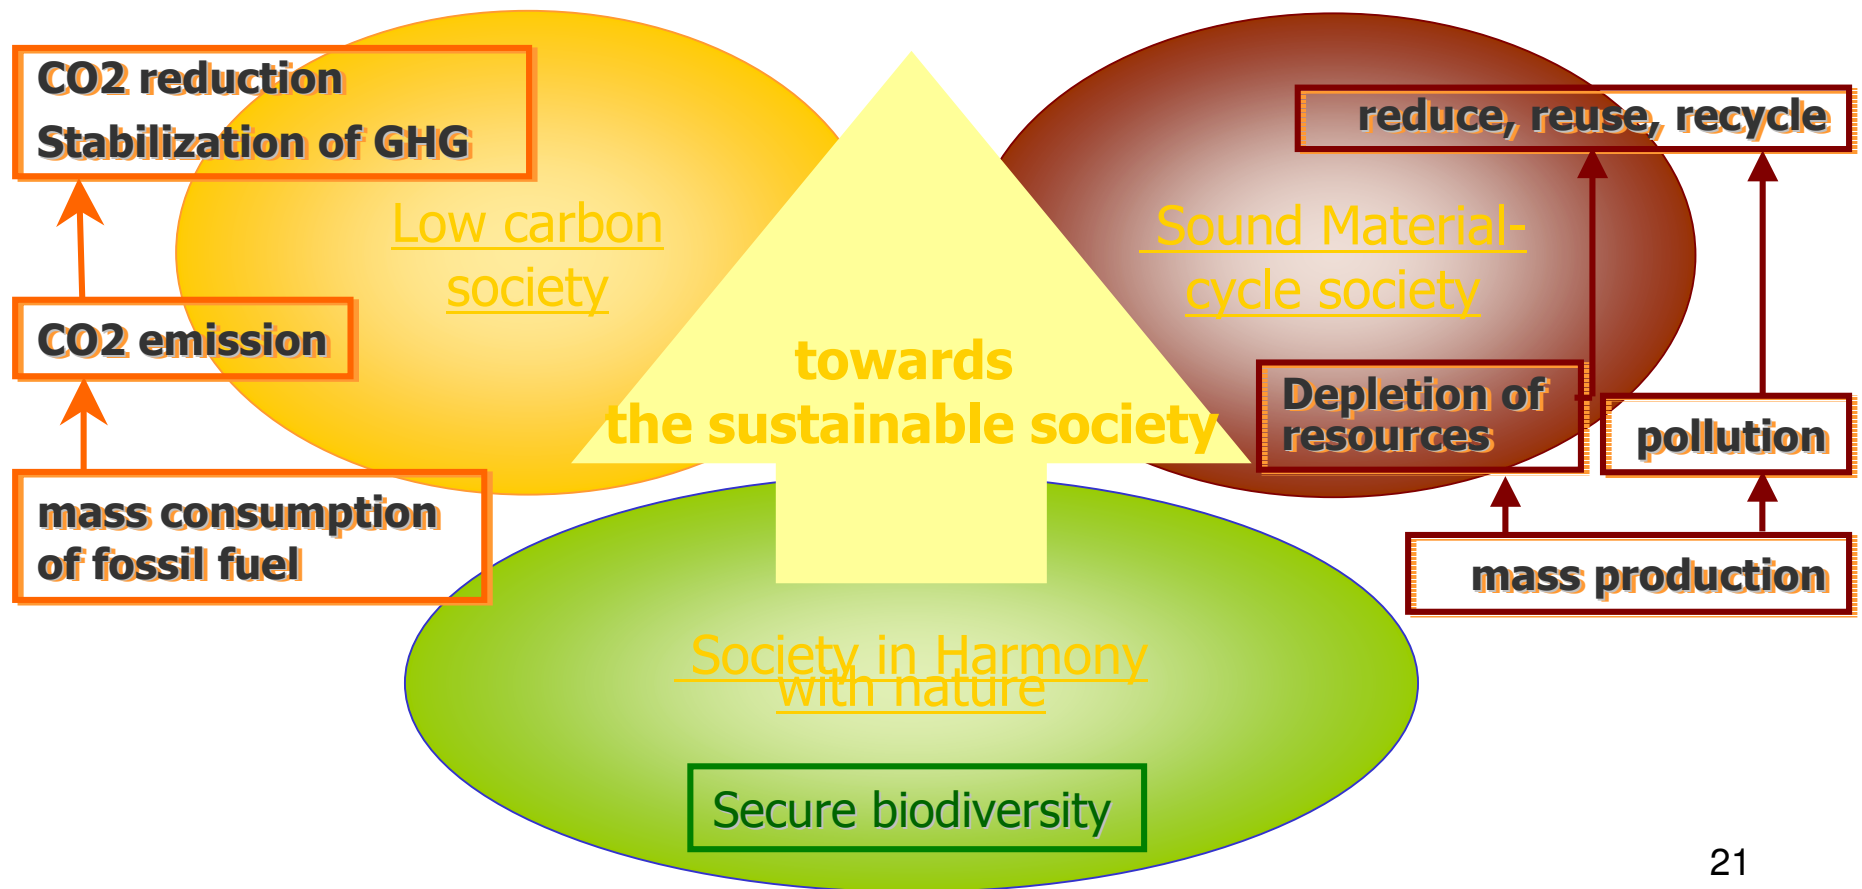 CO2 reduction
Stabilization of GHG
CO2 emission
mass consumption
of fossil fuel
Low carbon
society
towards
the sustainable society
Sound Material-
cycle society
reduce, reuse, recycle
Depletion of
resources
pollution
mass production
Society in Harmony
with nature
Secure biodiversity
21